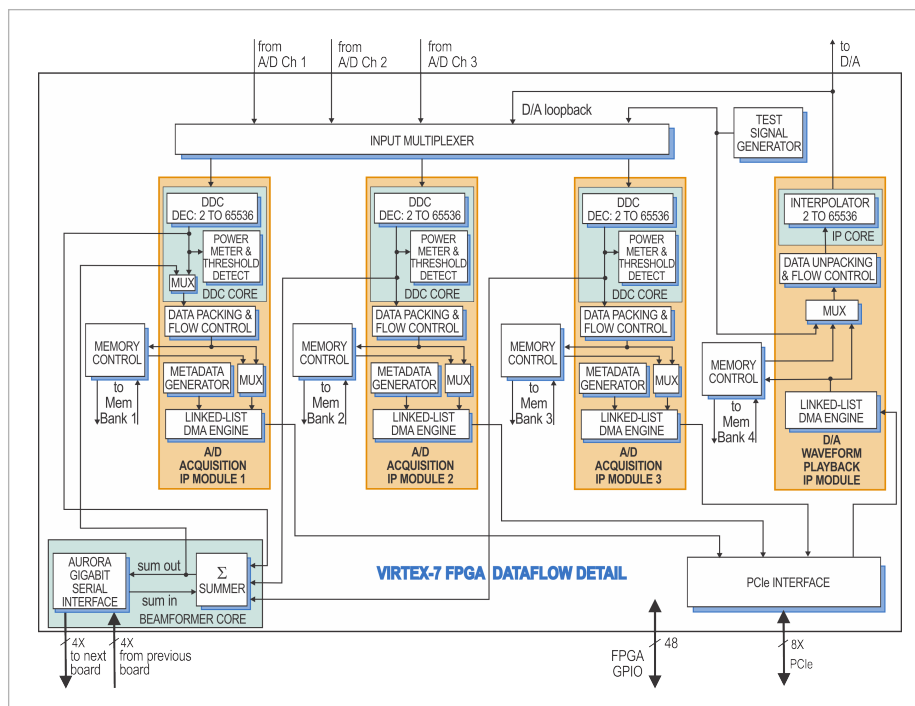 from
A/D Ch 1
from
A/D Ch 2
from
A/D Ch 3
to
D/A
D/A loopback
INPUT MULTIPLEXER
TEST
SIGNAL
GENERATOR
DDC
DEC: 2 TO 65536
POWER
METER &
THRESHOLD
DETECT
MUX
DDC CORE
DATA PACKING &
FLOW CONTROL
MEMORY
CONTROL
METADATA
GENERATOR
MUX
to
Mem
Bank 1
LINKED-LIST
DMA ENGINE
A/D
ACQUISITION
IP MODULE 1
DDC
DEC: 2 TO 65536
POWER
METER &
THRESHOLD
DETECT
DDC CORE
DATA PACKING &
FLOW CONTROL
MEMORY
CONTROL
METADATA
GENERATOR
MUX
to
Mem
Bank 2
LINKED-LIST
DMA ENGINE
A/D
ACQUISITION
IP MODULE 2
DDC
DEC: 2 TO 65536
POWER
METER &
THRESHOLD
DETECT
DDC CORE
DATA PACKING &
FLOW CONTROL
MEMORY
CONTROL
METADATA
GENERATOR
MUX
to
Mem
Bank 3
LINKED-LIST
DMA ENGINE
A/D
ACQUISITION
IP MODULE 3
INTERPOLATOR
2 TO 65536
IP CORE
DATA UNPACKING
& FLOW CONTROL
MUX
MEMORY
CONTROL
to
Mem
Bank 4
LINKED-LIST
DMA ENGINE
D/A
WAVEFORM
PLAYBACK
IP MODULE
AURORA
GIGABIT
SERIAL
INTERFACE
sum out
sum in
Σ
SUMMER
BEAMFORMER CORE
VIRTEX-7 FPGA DATAFLOW DETAIL
PCIe INTERFACE
4X
to next
board
4X
from previous
board
48
FPGA
GPIO
8X
PCIe